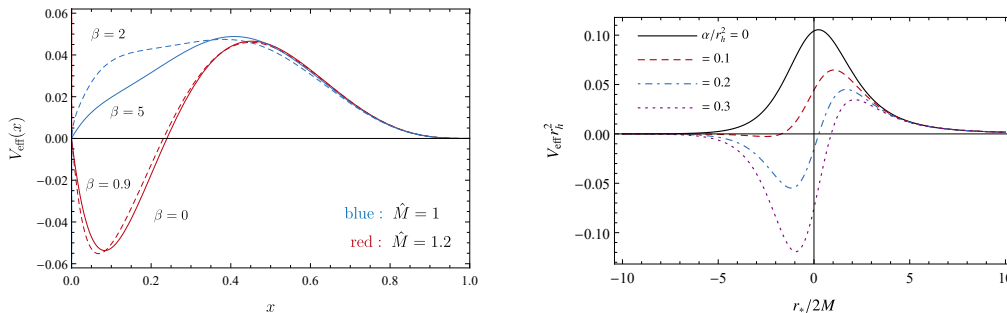 0.06
0.04
0.02
0.00
−0.02
−0.04
−0.06
V_eff(x)
β = 2
β = 5
β = 0.9
β = 0
blue : M̂ = 1
red : M̂ = 1.2
0.0 0.2 0.4 0.6 0.8 1.0
x
0.10
0.05
0.00
−0.05
−0.10
V_eff r_h^2
α/r_h^2 = 0
= 0.1
= 0.2
= 0.3
−10 −5 0 5 10
r_*/2M